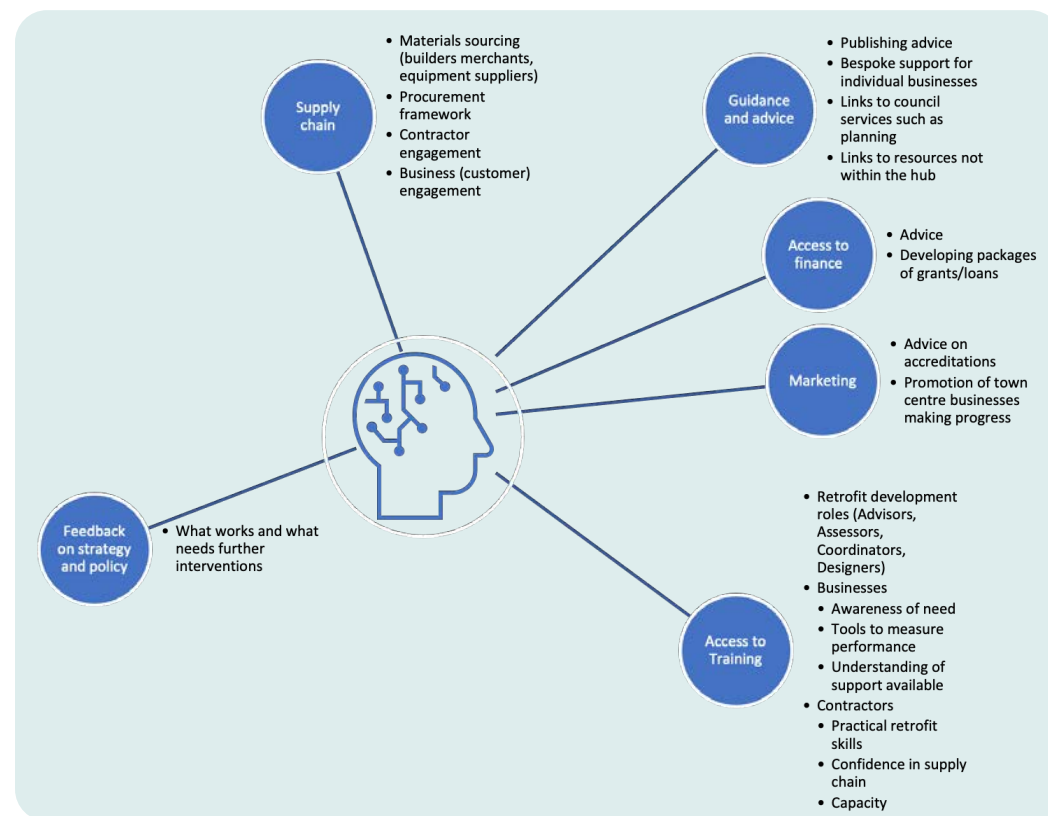 Supply
chain
• Materials sourcing
(builders merchants,
equipment suppliers)
• Procurement
framework
• Contractor
engagement
• Business (customer)
engagement
Guidance
and advice
• Publishing advice
• Bespoke support for
individual businesses
• Links to council
services such as
planning
• Links to resources not
within the hub
Access to
finance
• Advice
• Developing packages
of grants/loans
Marketing
• Advice on
accreditations
• Promotion of town
centre businesses
making progress
Feedback
on strategy
and policy
• What works and what
needs further
interventions
Access to
Training
• Retrofit development
roles (Advisors,
Assessors,
Coordinators,
Designers)
• Businesses
• Awareness of need
• Tools to measure
performance
• Understanding of
support available
• Contractors
• Practical retrofit
skills
• Confidence in supply
chain
• Capacity